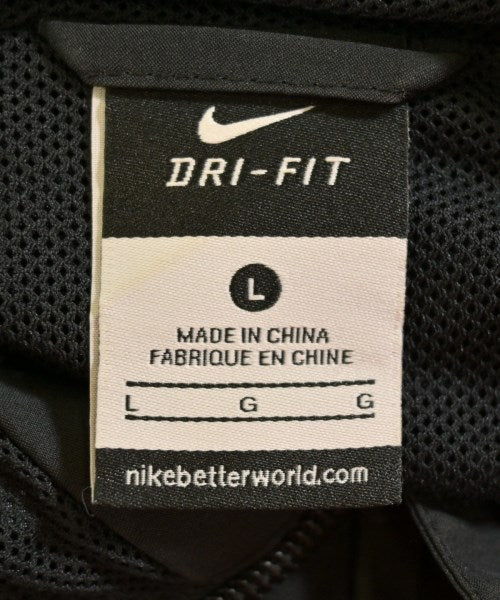 DRI-FIT
L
MADE IN CHINA
FABRIQUE EN CHINE
L G G
nikebetterworld.com